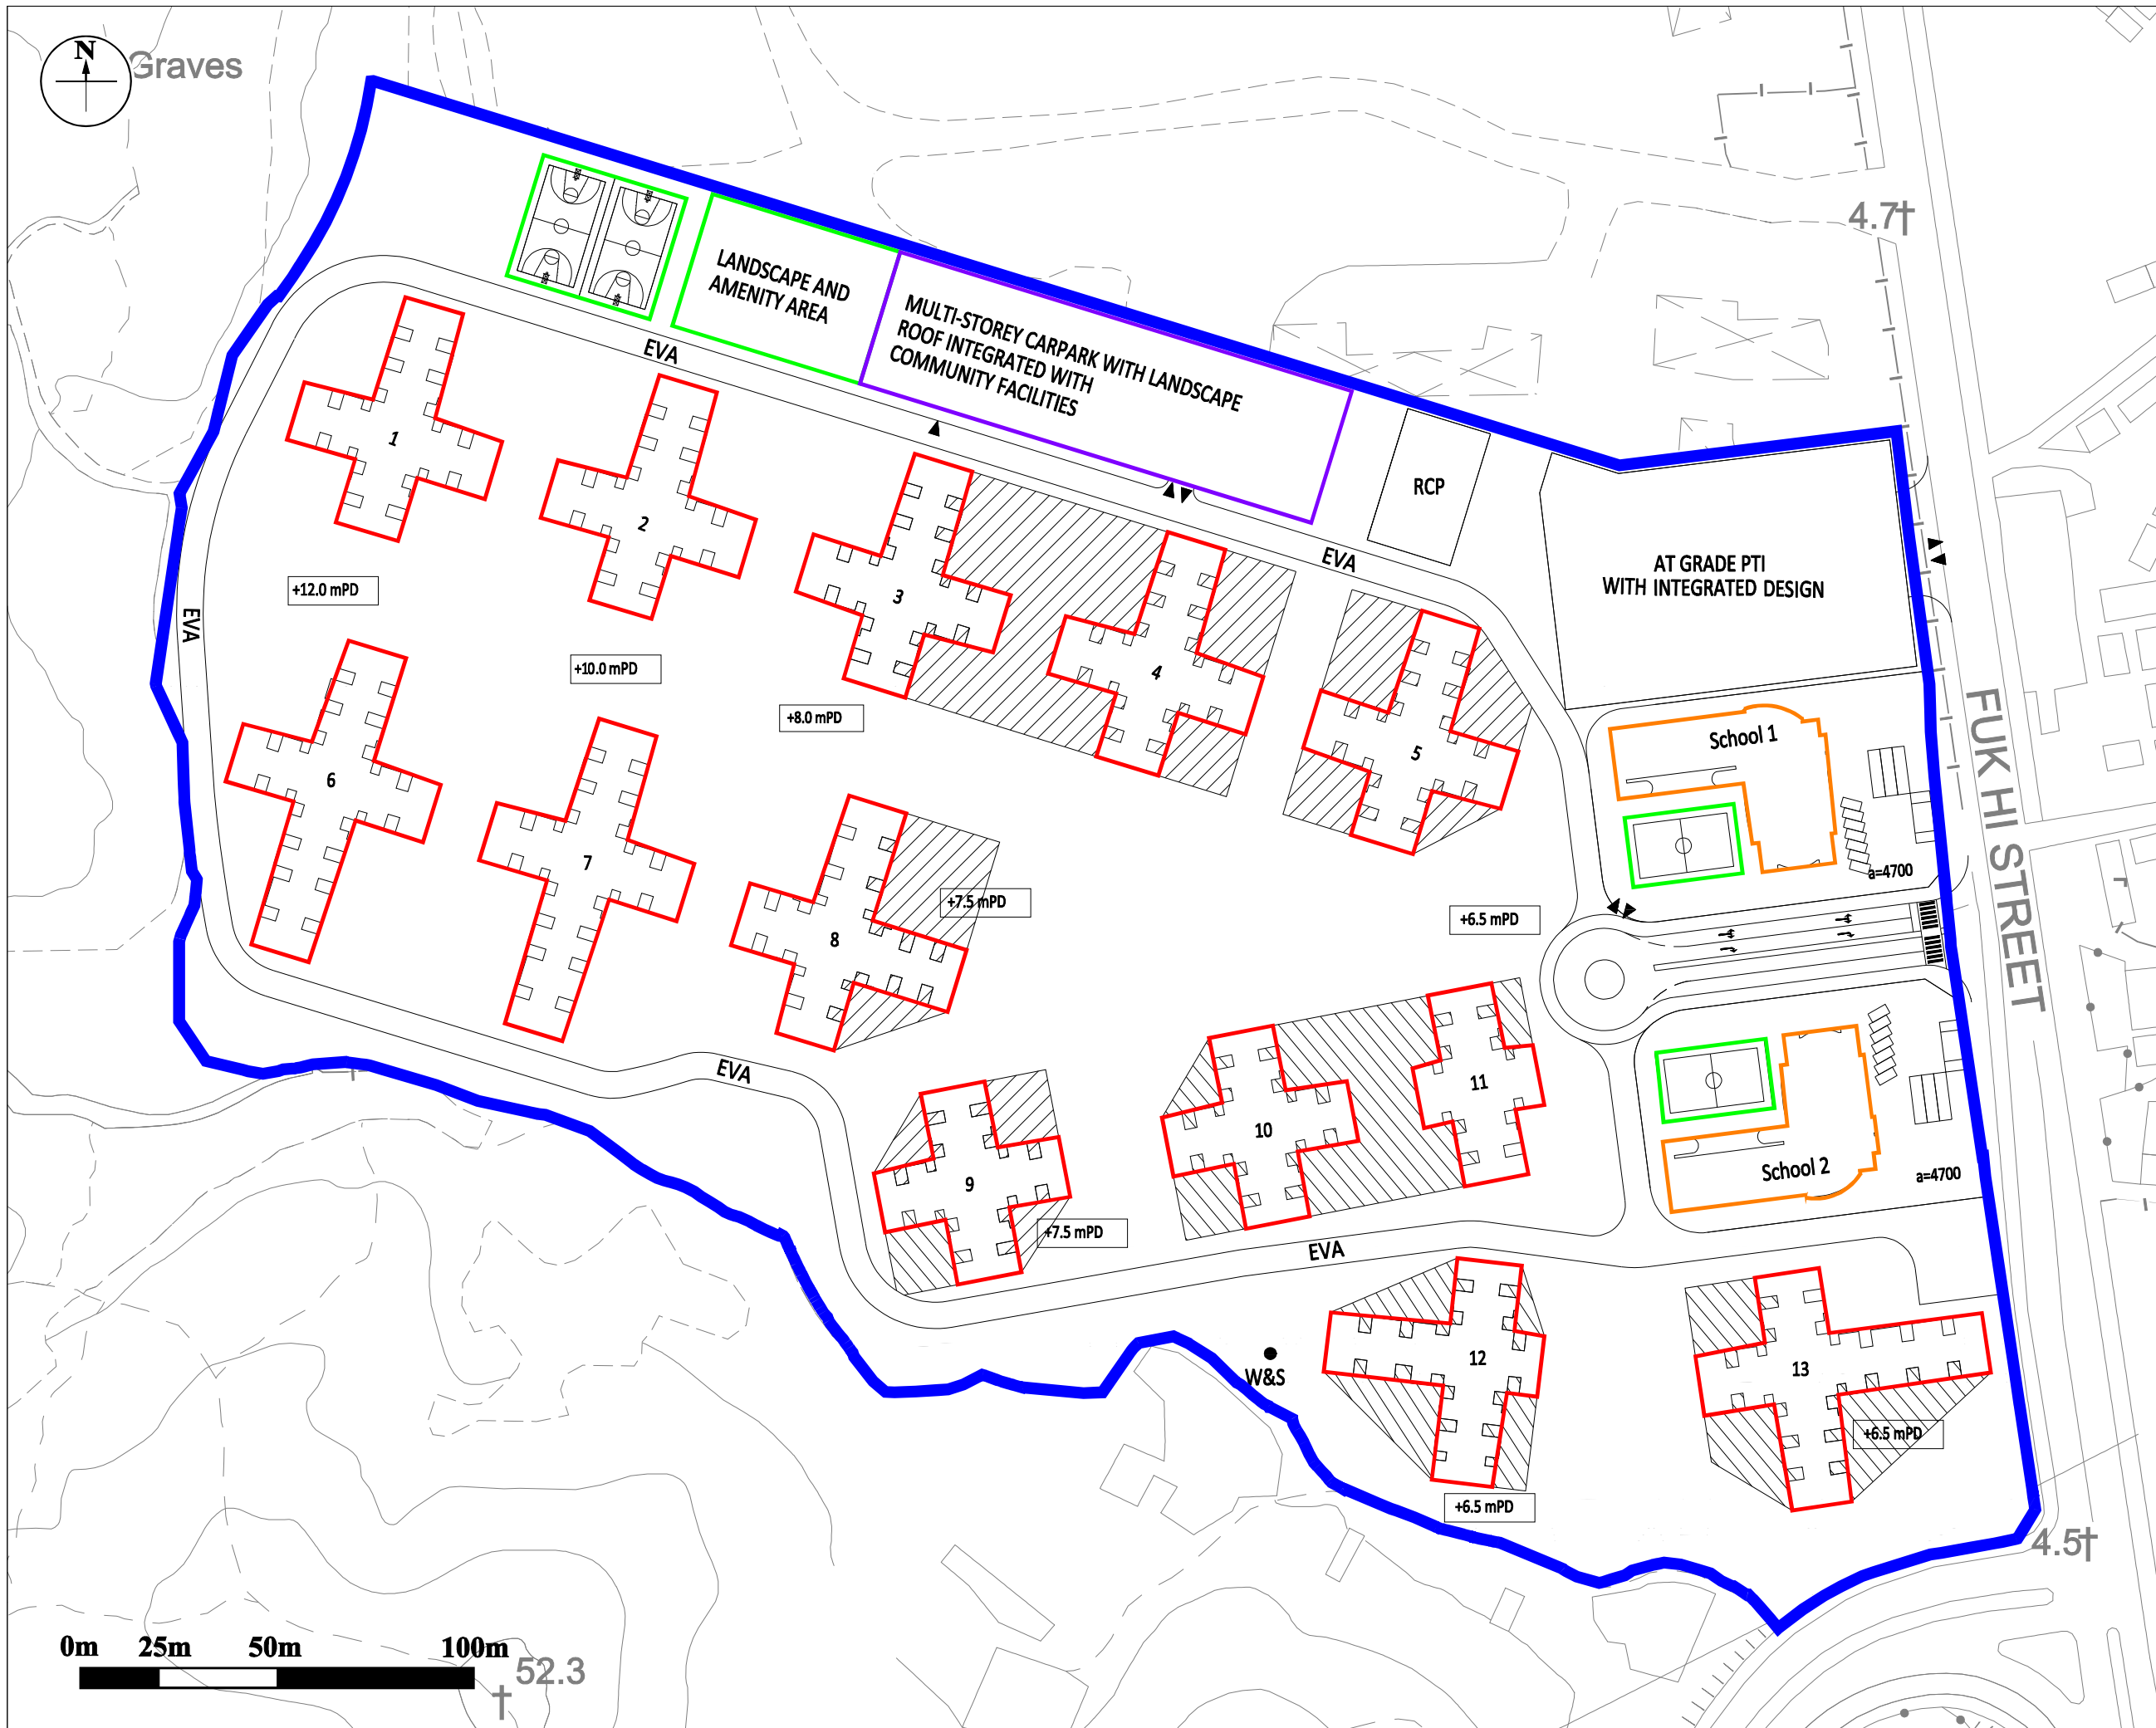 N
Graves
4.7
LANDSCAPE AND
AMENITY AREA
MULTI-STOREY CARPARK WITH LANDSCAPE
ROOF INTEGRATED WITH
COMMUNITY FACILITIES
EVA
1
2
RCP
EVA
AT GRADE PTI
WITH INTEGRATED DESIGN
+12.0 mPD
3
EVA
+10.0 mPD
4
+8.0 mPD
School 1
5
6
FUK HI STREET
7
a=4700
+7.5 mPD
8
+6.5 mPD
EVA
11
10
School 2
a=4700
9
+7.5 mPD
EVA
W&S
12
13
+6.5 mPD
+6.5 mPD
4.5
0m 25m 50m 100m
52.3